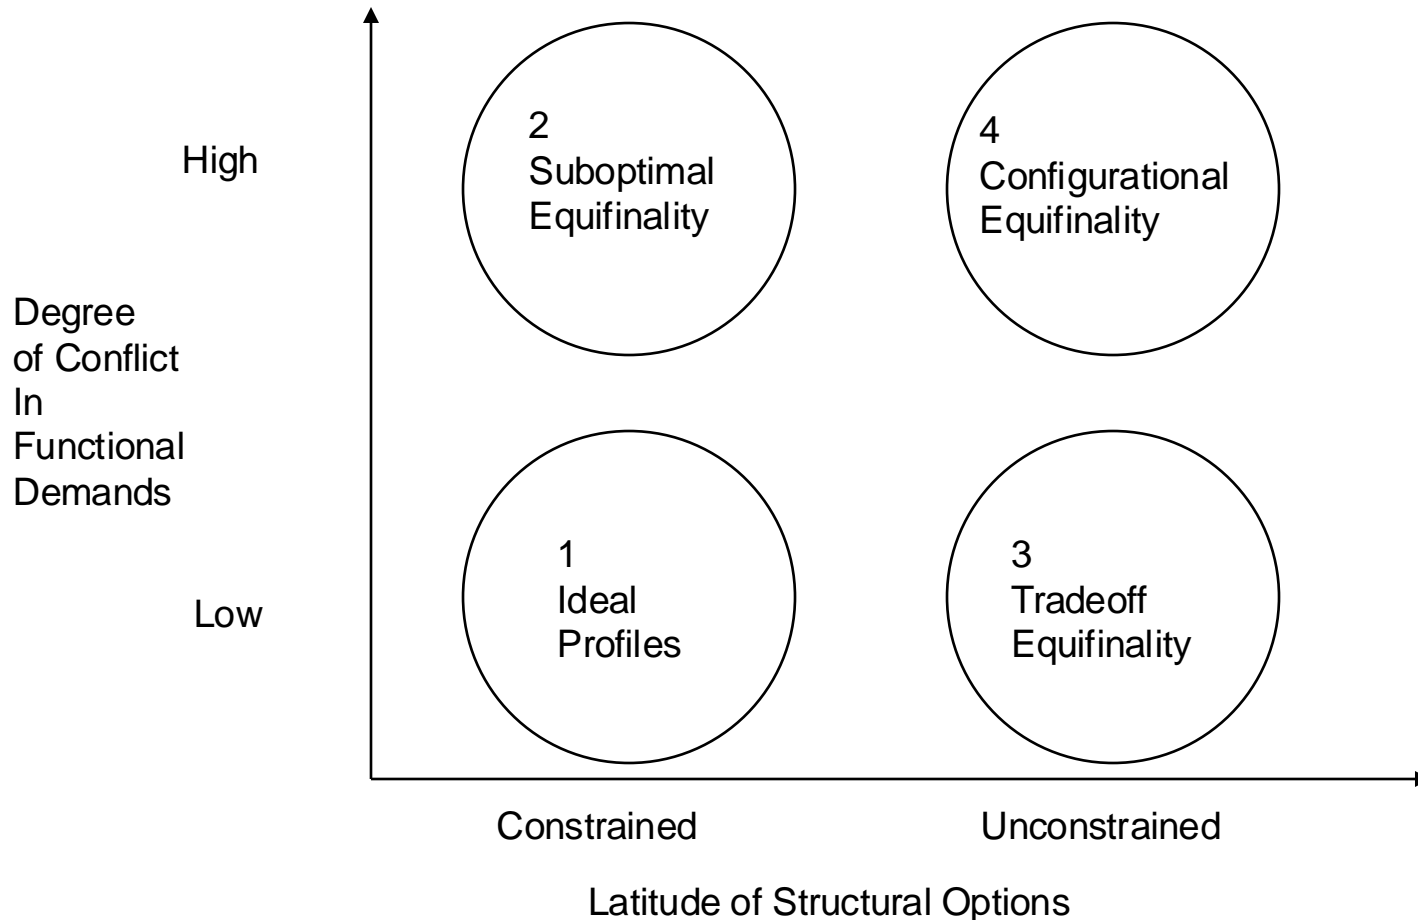 2
Suboptimal
Equifinality
4
Configurational
Equifinality
High
Degree
of Conflict
In
Functional
Demands
1
Ideal
Profiles
3
Tradeoff
Equifinality
Low
Constrained
Unconstrained
Latitude of Structural Options